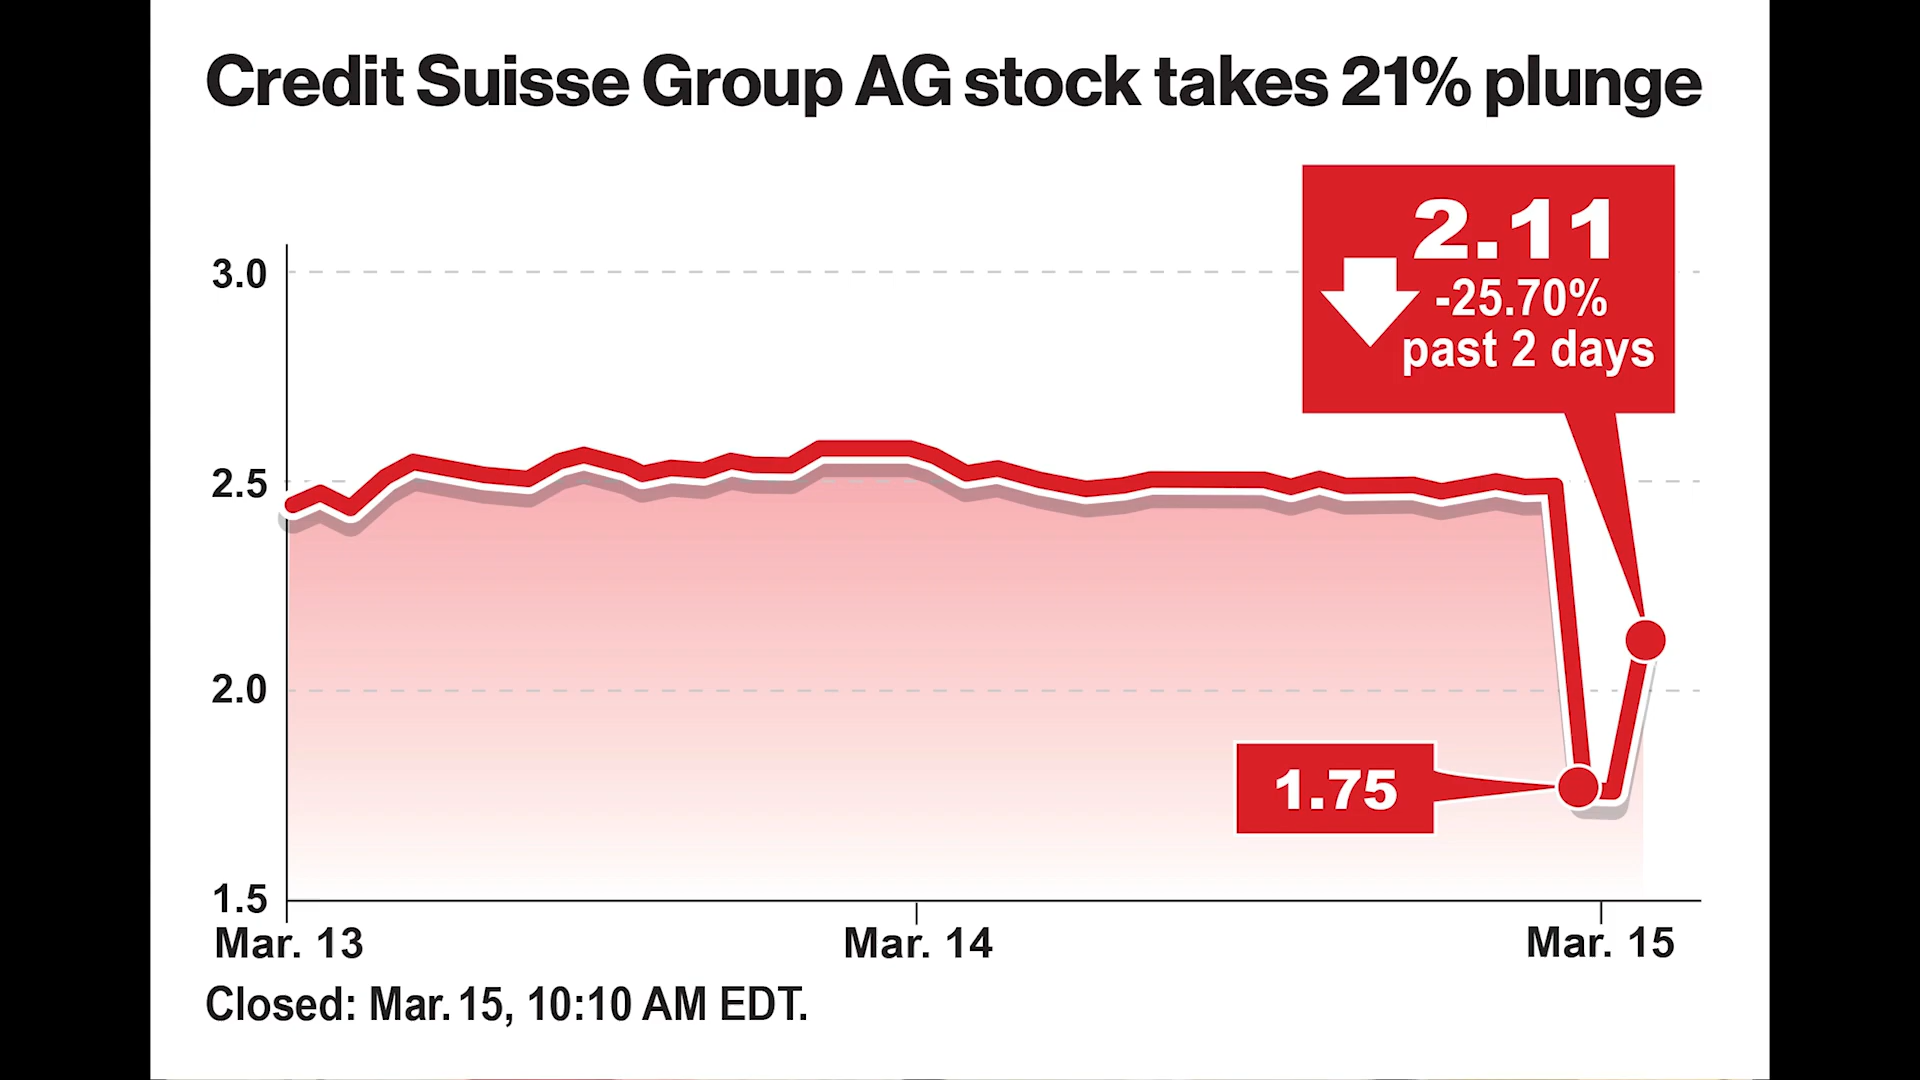 Credit Suisse Group AG stock takes 21% plunge
2.11
-25.70%
past 2 days
3.0
2.5
2.0
1.75
1.5
Mar. 13 Mar. 14 Mar. 15
Closed: Mar. 15, 10:10 AM EDT.